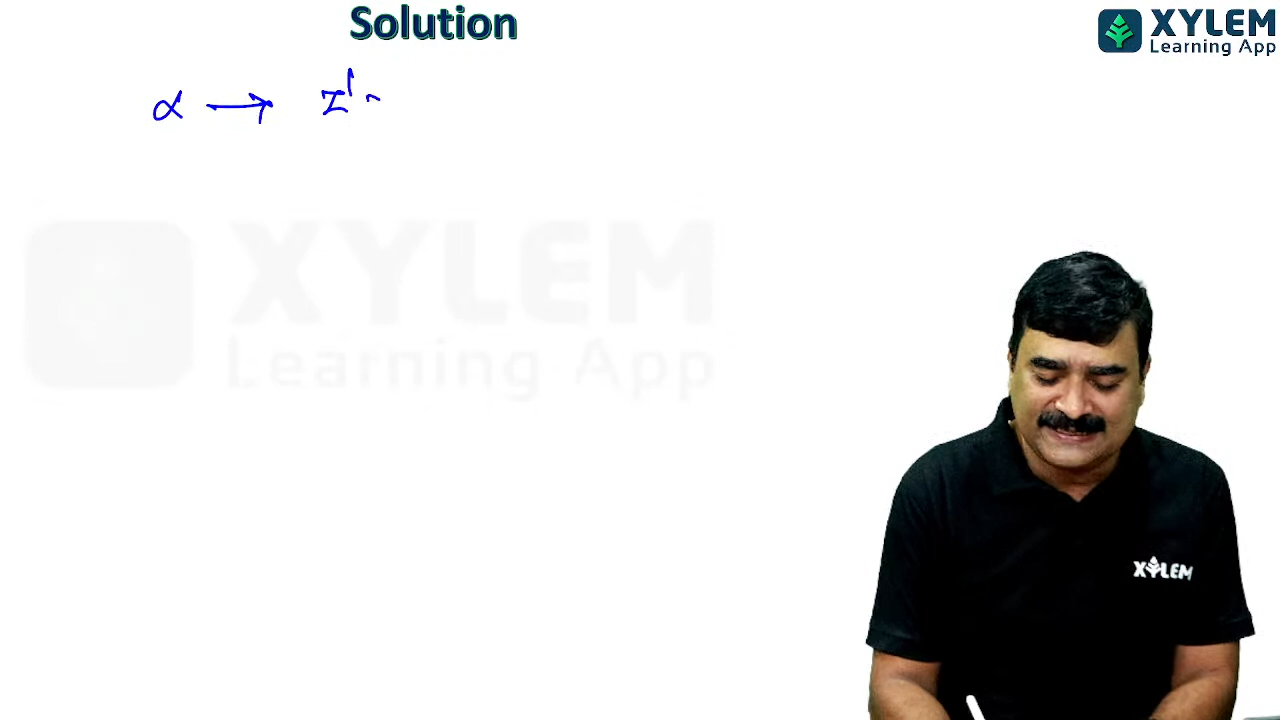 Solution
XYLEM
Learning App
α → Z'
XYLEM
Learning App
XYLEM